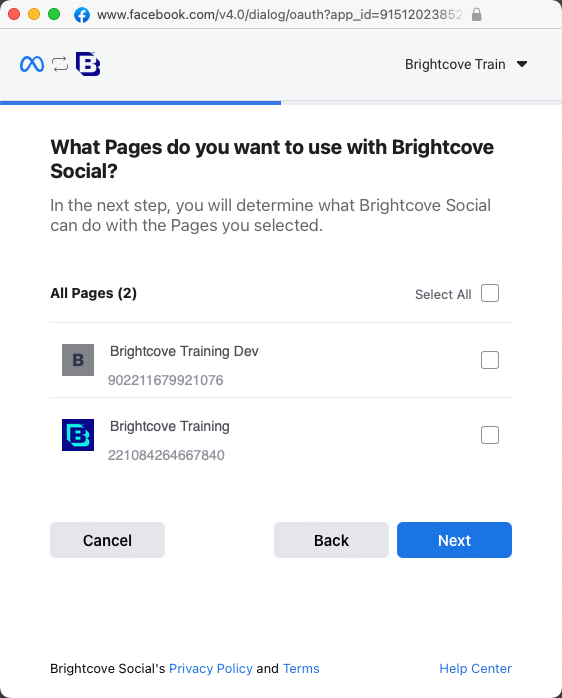 www.facebook.com/v4.0/dialog/oauth?app_id=91512023852
Brightcove Train
What Pages do you want to use with Brightcove
Social?
In the next step, you will determine what Brightcove Social
can do with the Pages you selected.
All Pages (2)
Select All
B
Brightcove Training Dev
902211679921076
Brightcove Training
221084264667840
Cancel
Back
Next
Brightcove Social's Privacy Policy and Terms
Help Center